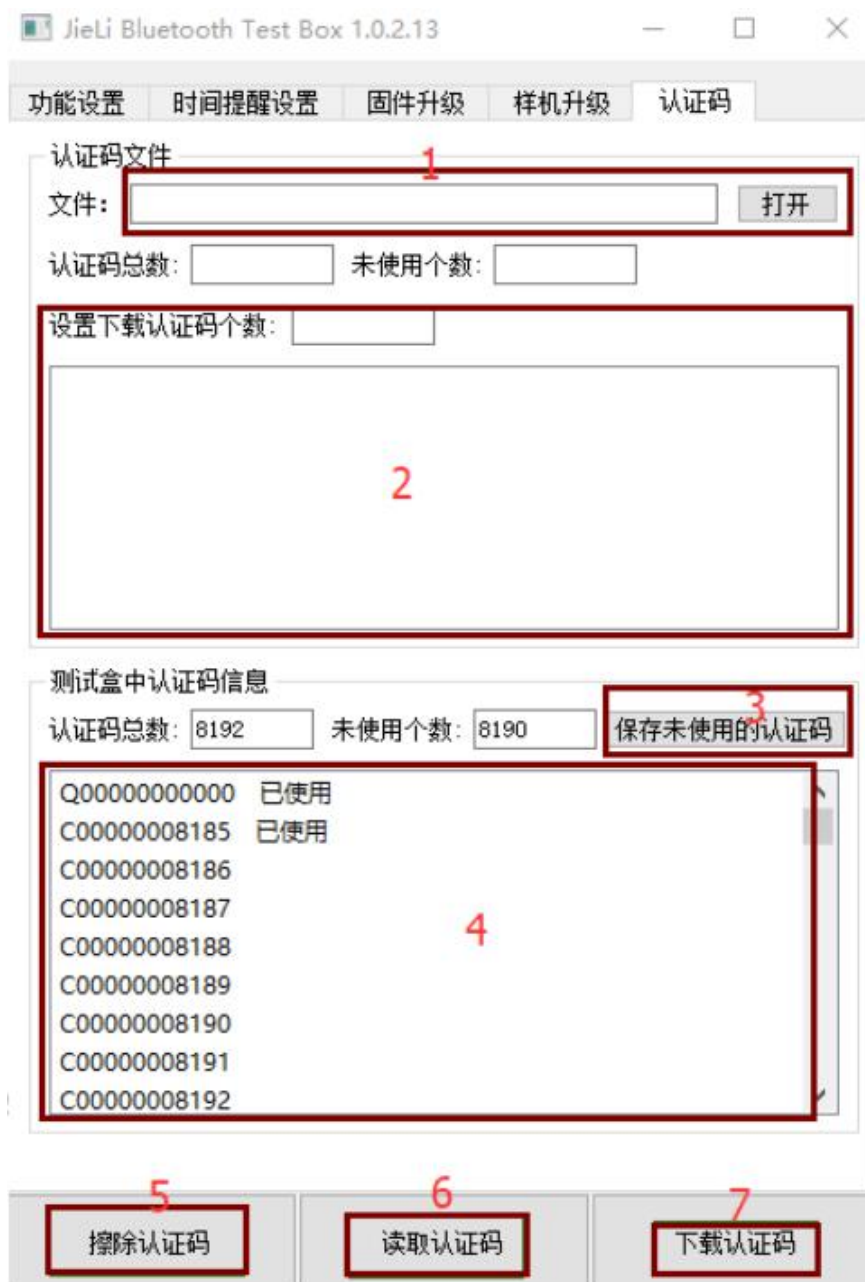 JieLi Bluetooth Test Box 1.0.2.13
功能设置 时间提醒设置 固件升级 样机升级 认证码
认证码文件
1
文件: 打开
认证码总数: 未使用个数:
设置下载认证码个数:
2
测试盒中认证码信息
3
认证码总数: 8192 未使用个数: 8190 保存未使用的认证码
Q00000000000 已使用
C00000008185 已使用
C00000008186
C00000008187
4
C00000008188
C00000008189
C00000008190
C00000008191
C00000008192
5 6 7
擦除认证码 读取认证码 下载认证码